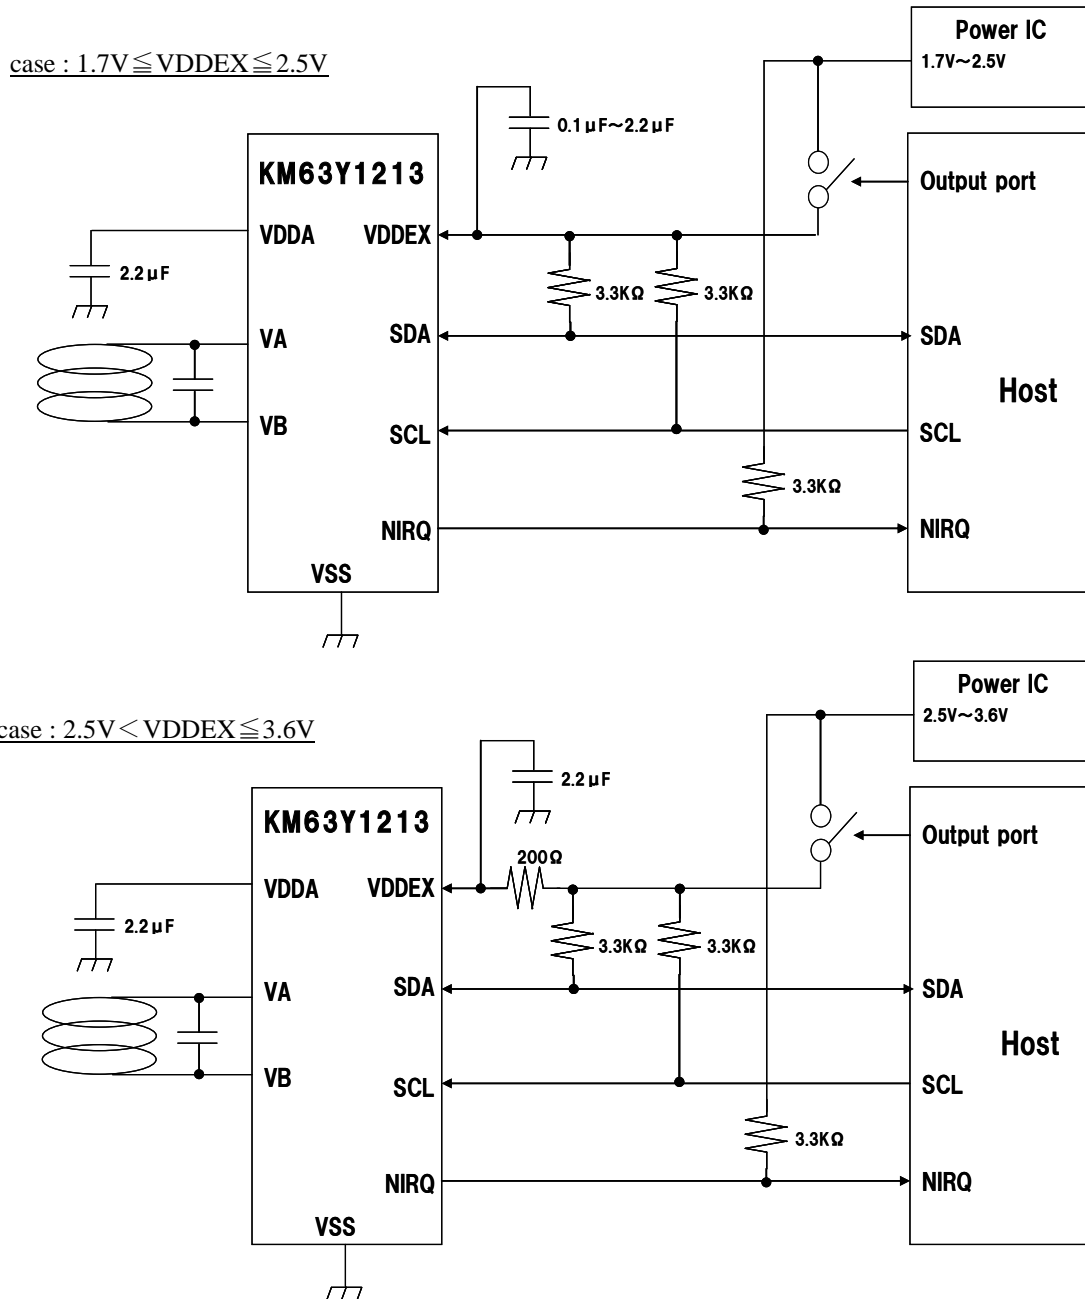 case : 1.7V≦VDDEX≦2.5V
Power IC
1.7V~2.5V
0.1μF~2.2μF
KM63Y1213
Output port
VDDA
VDDEX
2.2μF
3.3KΩ
3.3KΩ
VA
SDA
SDA
Host
VB
SCL
SCL
3.3KΩ
NIRQ
NIRQ
VSS
case : 2.5V<VDDEX≦3.6V
Power IC
2.5V~3.6V
2.2μF
KM63Y1213
Output port
200Ω
VDDA
VDDEX
2.2μF
3.3KΩ
3.3KΩ
VA
SDA
SDA
Host
VB
SCL
SCL
3.3KΩ
NIRQ
NIRQ
VSS